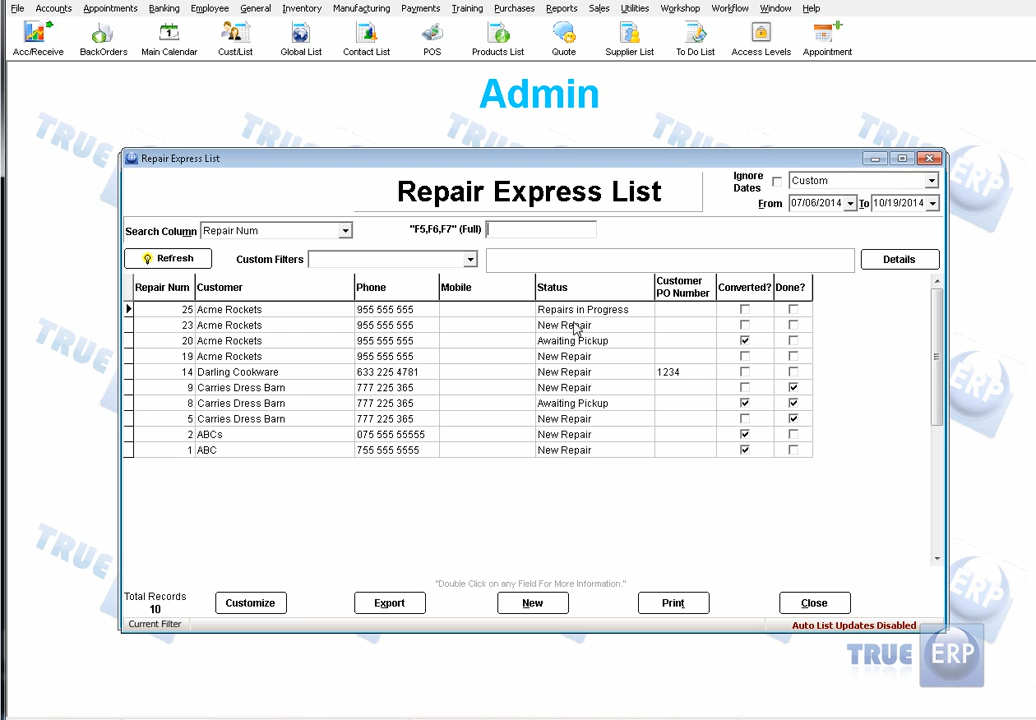 File Accounts Appointments Banking Employee General Inventory Manufacturing Payments Training Purchases Reports Sales Utilities Workshop Workflow Window Help
Acc/Receive BackOrders Main Calendar Cust/List Global List Contact List POS Products List Quote Supplier List To Do List Access Levels Appointment
Admin
Repair Express List
Repair Express List
Ignore Dates Custom
From 07/06/2014 To 10/19/2014
Search Column Repair Num "F5,F6,F7" (Full)
Refresh Custom Filters Details
Repair Num Customer Phone Mobile Status Customer PO Number Converted? Done?
25 Acme Rockets 955 555 555 Repairs in Progress
23 Acme Rockets 955 555 555 New Repair
20 Acme Rockets 955 555 555 Awaiting Pickup
19 Acme Rockets 955 555 555 New Repair
14 Darling Cookware 633 225 4781 New Repair 1234
9 Carries Dress Barn 777 225 365 New Repair
8 Carries Dress Barn 777 225 365 Awaiting Pickup
5 Carries Dress Barn 777 225 365 New Repair
2 ABCs 075 555 55555 New Repair
1 ABC 755 555 5555 New Repair
"Double Click on any Field For More Information."
Total Records
10
Customize Export New Print Close
Current Filter Auto List Updates Disabled
TRUE ERP